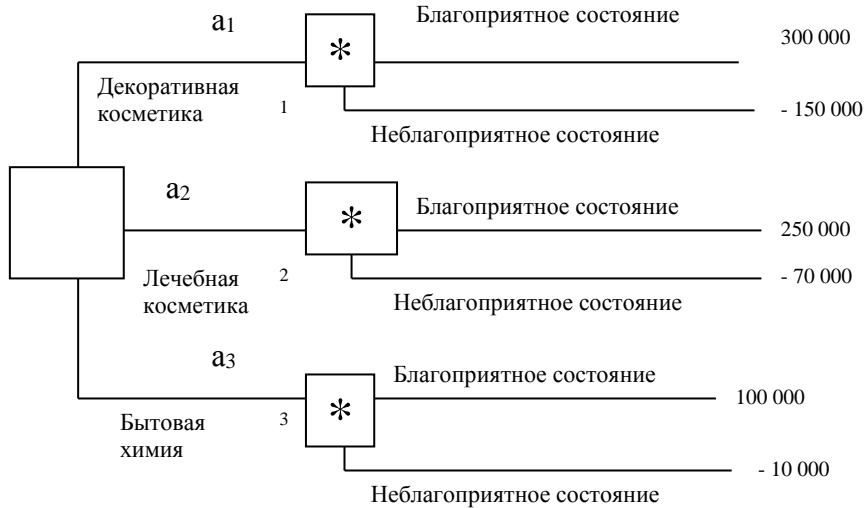 a1
*
Благоприятное состояние
300 000
Декоративная
косметика
1
- 150 000
Неблагоприятное состояние
a2
*
Благоприятное состояние
250 000
Лечебная
косметика
2
- 70 000
Неблагоприятное состояние
a3
*
Благоприятное состояние
100 000
Бытовая
химия
3
- 10 000
Неблагоприятное состояние